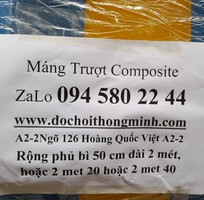 Máng Trượt Composite
ZaLo 094 580 22 44
www.dochoithongminh.com
A2-2Ngõ 126 Hoàng Quốc Việt A2-2
Rộng phủ bì 50 cm dài 2 mét,
hoặc 2 met 20 hoặc 2 met 40